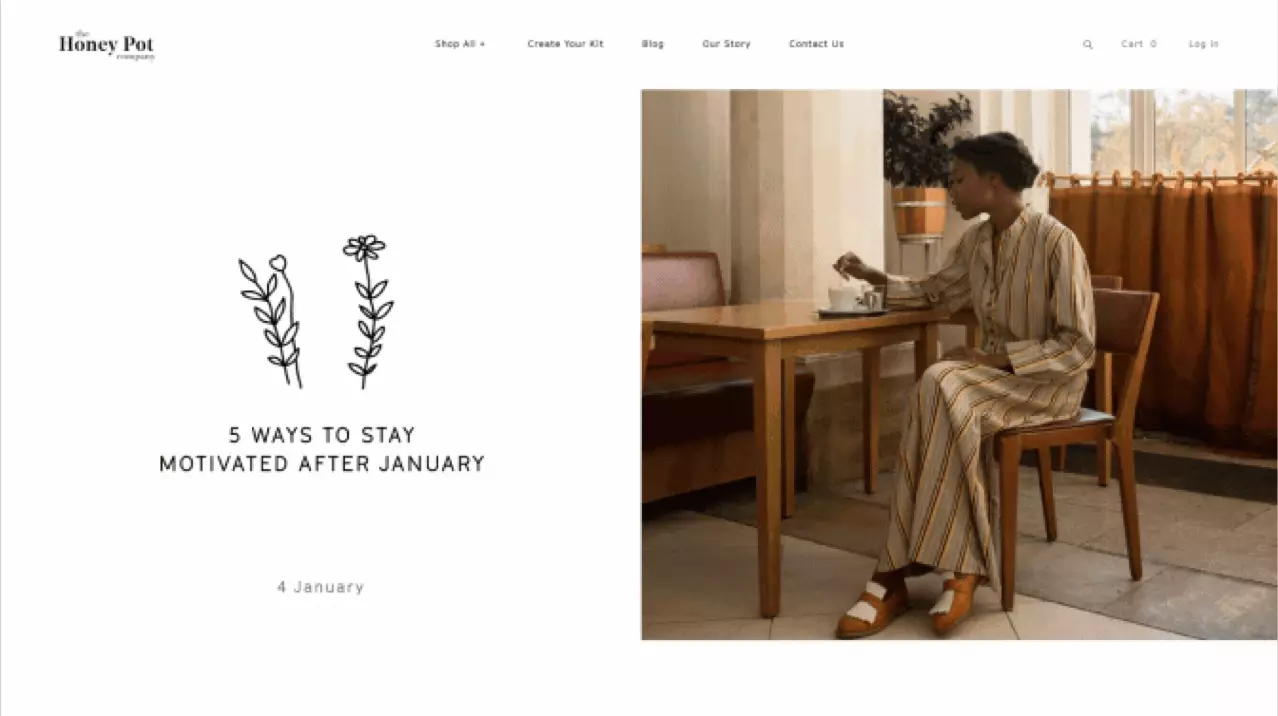 the
Honey Pot
company
Shop All +
Create Your Kit
Blog
Our Story
Contact Us
Cart 0
Log in
5 WAYS TO STAY
MOTIVATED AFTER JANUARY
4 January